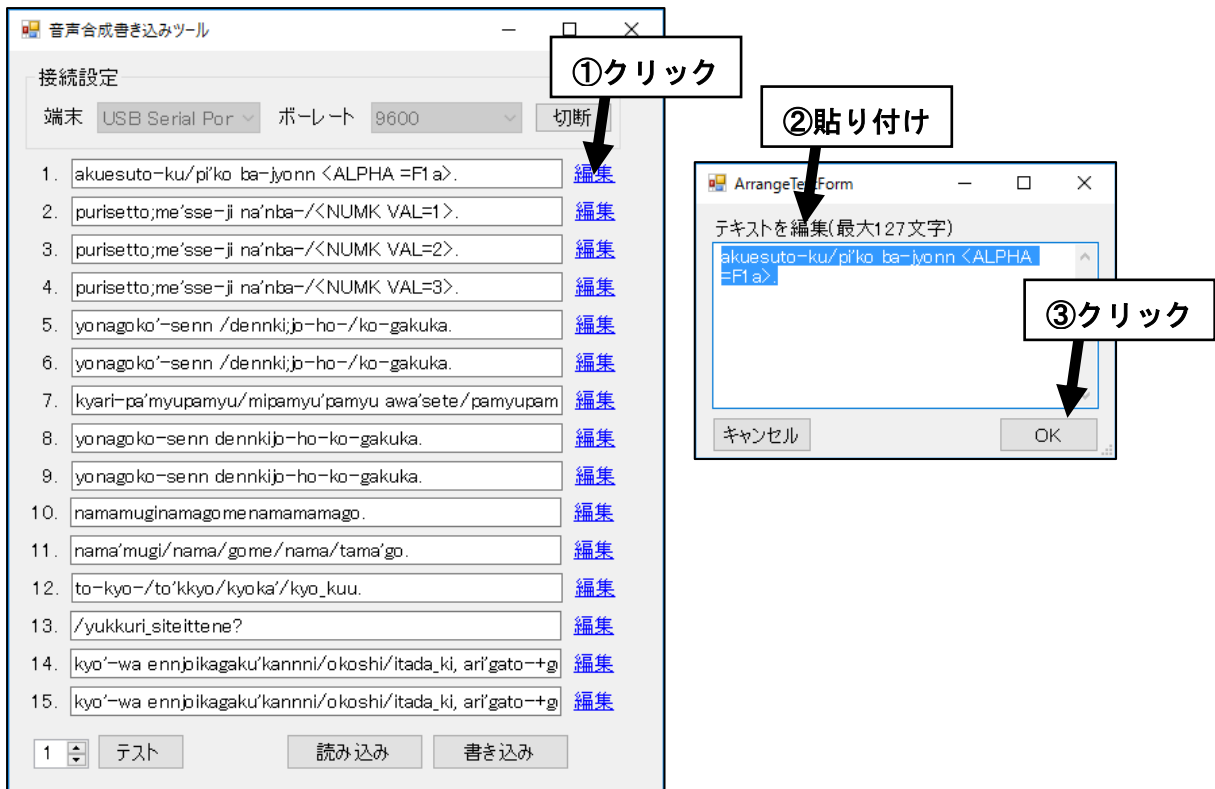 音声合成書き込みツール
①クリック
接続設定
端末 USB Serial Por ボーレート 9600 切断
1. akuesuto-ku/pi'ko ba-jyonn <ALPHA =F1a>. 編集
2. purisetto;me'sse-ji na'nba-/<NUMK VAL=1>. 編集
3. purisetto;me'sse-ji na'nba-/<NUMK VAL=2>. 編集
4. purisetto;me'sse-ji na'nba-/<NUMK VAL=3>. 編集
5. yonagoko'-senn /dennki;jo-ho-/ko-gakuka. 編集
6. yonagoko'-senn /dennki;jo-ho-/ko-gakuka. 編集
7. kyari-pa'myupamyu/mipamyu'pamyu awa'sete/pamyupam 編集
8. yonagoko-senn dennkijo-ho-ko-gakuka. 編集
9. yonagoko-senn dennkijo-ho-ko-gakuka. 編集
10. namamuginamagomenamamamago. 編集
11. nama'mugi/nama/gome/nama/tama'go. 編集
12. to-kyo-/to'kkyo/kyoka'/kyo_kuu. 編集
13. /yukkuri_siteittene? 編集
14. kyo'-wa ennjoikagaku'kannni/okoshi/itada_ki, ari'gato-+g 編集
15. kyo'-wa ennjoikagaku'kannni/okoshi/itada_ki, ari'gato-+g 編集
1 テスト 読み込み 書き込み
②貼り付け
ArrangeTextForm
テキストを編集(最大127文字)
akuesuto-ku/pi'ko ba-jyonn <ALPHA
=F1a>.
③クリック
キャンセル OK